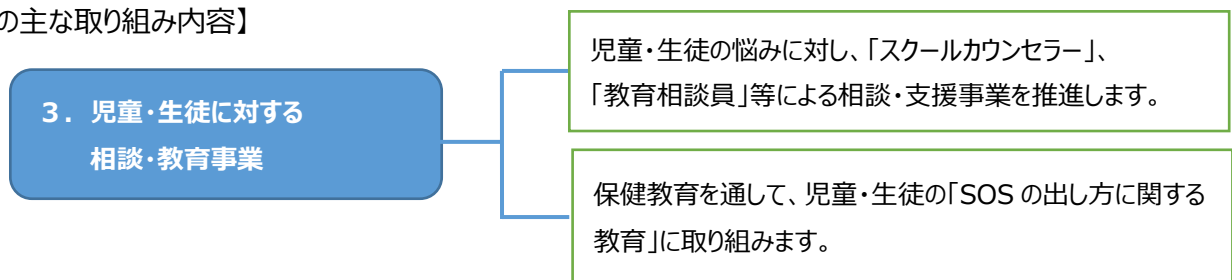 の主な取り組み内容】
3．児童・生徒に対する
相談・教育事業
児童・生徒の悩みに対し、「スクールカウンセラー」、
「教育相談員」等による相談・支援事業を推進します。
保健教育を通して、児童・生徒の「SOS の出し方に関する
教育」に取り組みます。